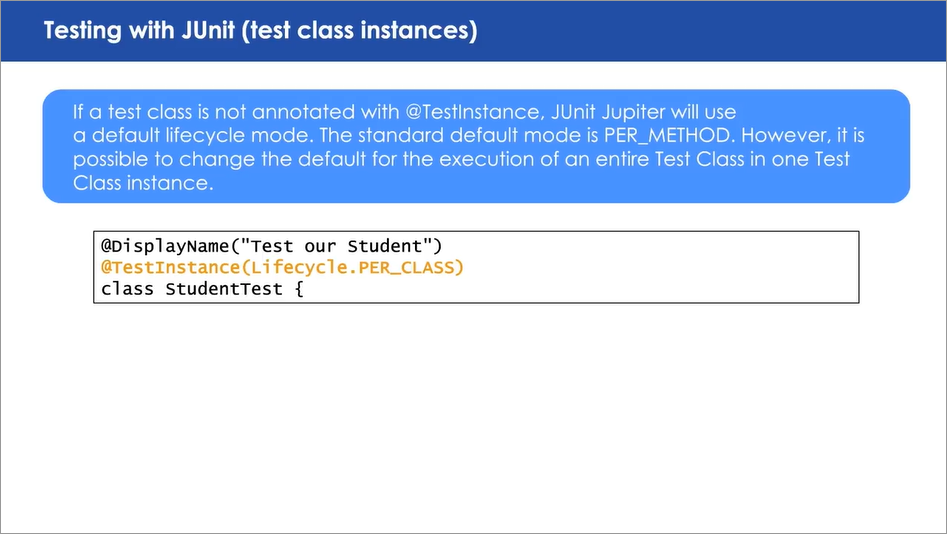 Testing with JUnit (test class instances)
If a test class is not annotated with @TestInstance, JUnit Jupiter will use
a default lifecycle mode. The standard default mode is PER_METHOD. However, it is
possible to change the default for the execution of an entire Test Class in one Test
Class instance.
@DisplayName("Test our Student")
@TestInstance(Lifecycle.PER_CLASS)
class StudentTest {